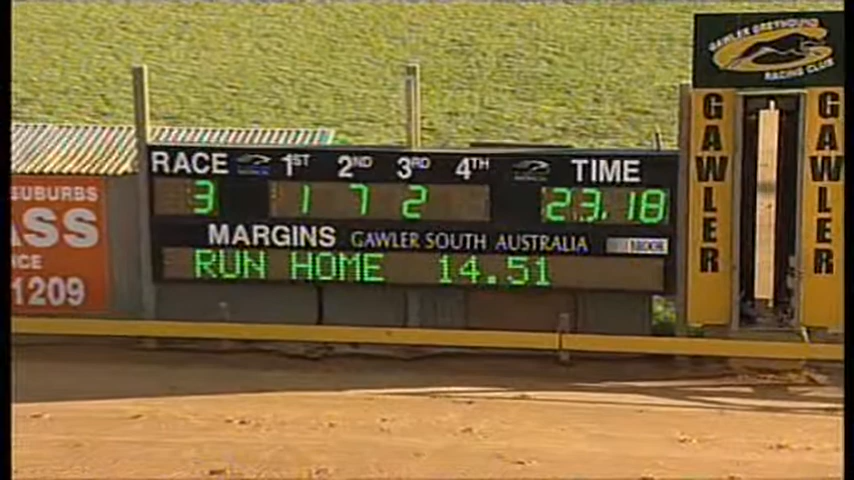 GAWLER GREYHOUND
RACING CLUB
RACE 1ST 2ND 3RD 4TH TIME
3 1 7 2 23.18
MARGINS GAWLER SOUTH AUSTRALIA
RUN HOME 14.51
SUBURBS
ASS
CE
1209
GAWLER
GAWLER